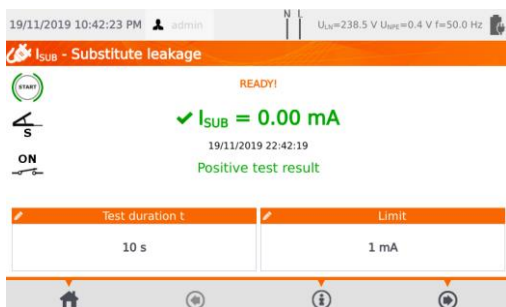 19/11/2019 10:42:23 PM admin N L ULN=238.5 V UNPE=0.4 V f=50.0 Hz
ISUB - Substitute leakage
START
READY!
ISUB = 0.00 mA
S
19/11/2019 22:42:19
ON
Positive test result
Test duration t
Limit
10 s
1 mA